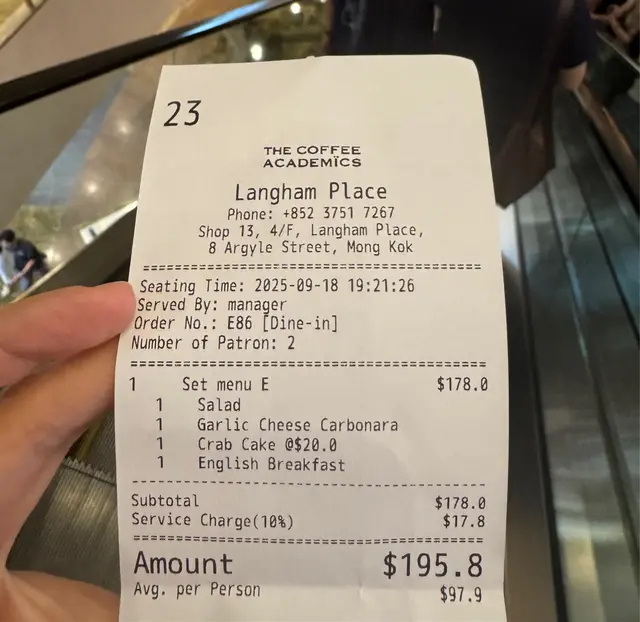 23
THE COFFEE
ACADEMÏCS
Langham Place
Phone: +852 3751 7267
Shop 13, 4/F, Langham Place,
8 Argyle Street, Mong Kok
Seating Time: 2025-09-18 19:21:26
Served By: manager
Order No.: E86 [Dine-in]
Number of Patron: 2
1 Set menu E $178.0
1 Salad
1 Garlic Cheese Carbonara
1 Crab Cake @$20.0
1 English Breakfast
Subtotal $178.0
Service Charge(10%) $17.8
Amount $195.8
Avg. per Person $97.9